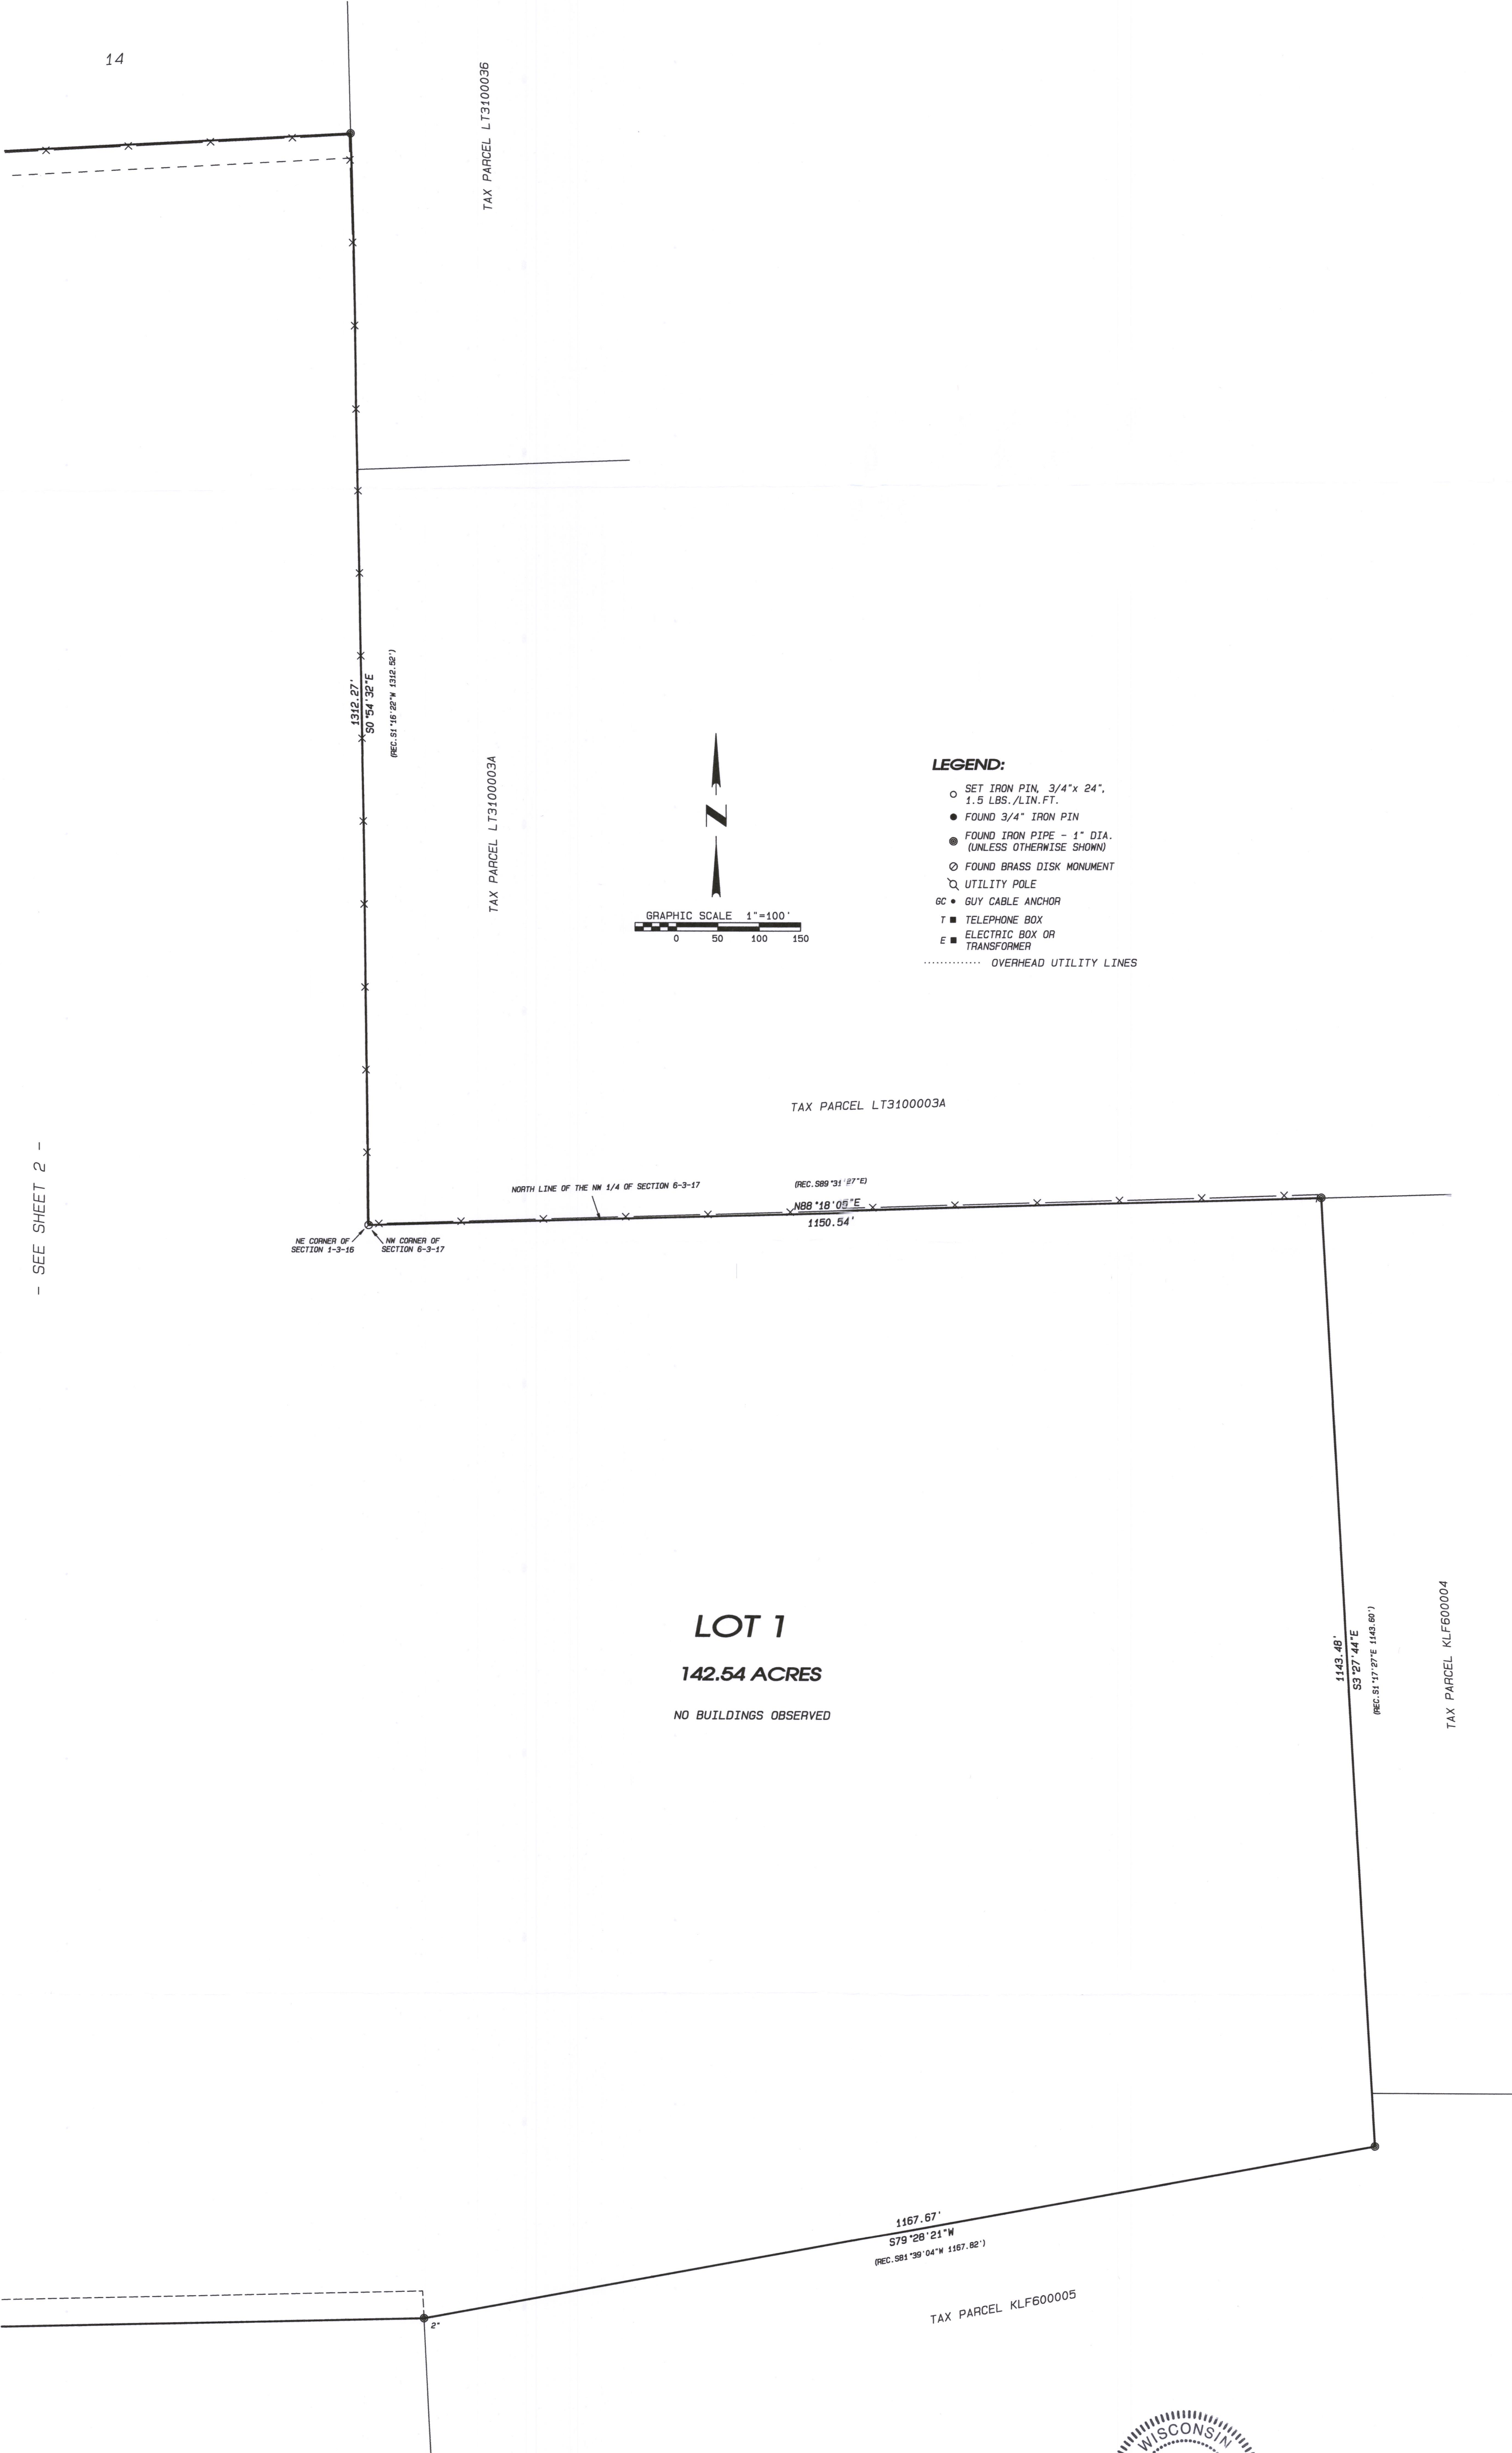 14
TAX PARCEL LT3100036
1312.27'
S0°54'32"E
(REC.S1°16'22"W 1312.52')
TAX PARCEL LT3100003A
N
GRAPHIC SCALE 1"=100'
0 50 100 150
LEGEND:
SET IRON PIN, 3/4"x 24",
1.5 LBS./LIN.FT.
FOUND 3/4" IRON PIN
FOUND IRON PIPE - 1" DIA.
(UNLESS OTHERWISE SHOWN)
FOUND BRASS DISK MONUMENT
UTILITY POLE
GC GUY CABLE ANCHOR
T TELEPHONE BOX
E ELECTRIC BOX OR
TRANSFORMER
OVERHEAD UTILITY LINES
TAX PARCEL LT3100003A
- SEE SHEET 2 -
NORTH LINE OF THE NW 1/4 OF SECTION 6-3-17
(REC.S89°31'27"E)
N88°18'05"E
1150.54'
NE CORNER OF
SECTION 1-3-16
NW CORNER OF
SECTION 6-3-17
LOT 1
142.54 ACRES
NO BUILDINGS OBSERVED
1143.48'
S3°27'44"E
(REC.S1°17'27"E 1143.60')
TAX PARCEL KLF600004
1167.67'
S79°28'21"W
(REC.S81°39'04"W 1167.82')
TAX PARCEL KLF600005
2"
WISCONSIN